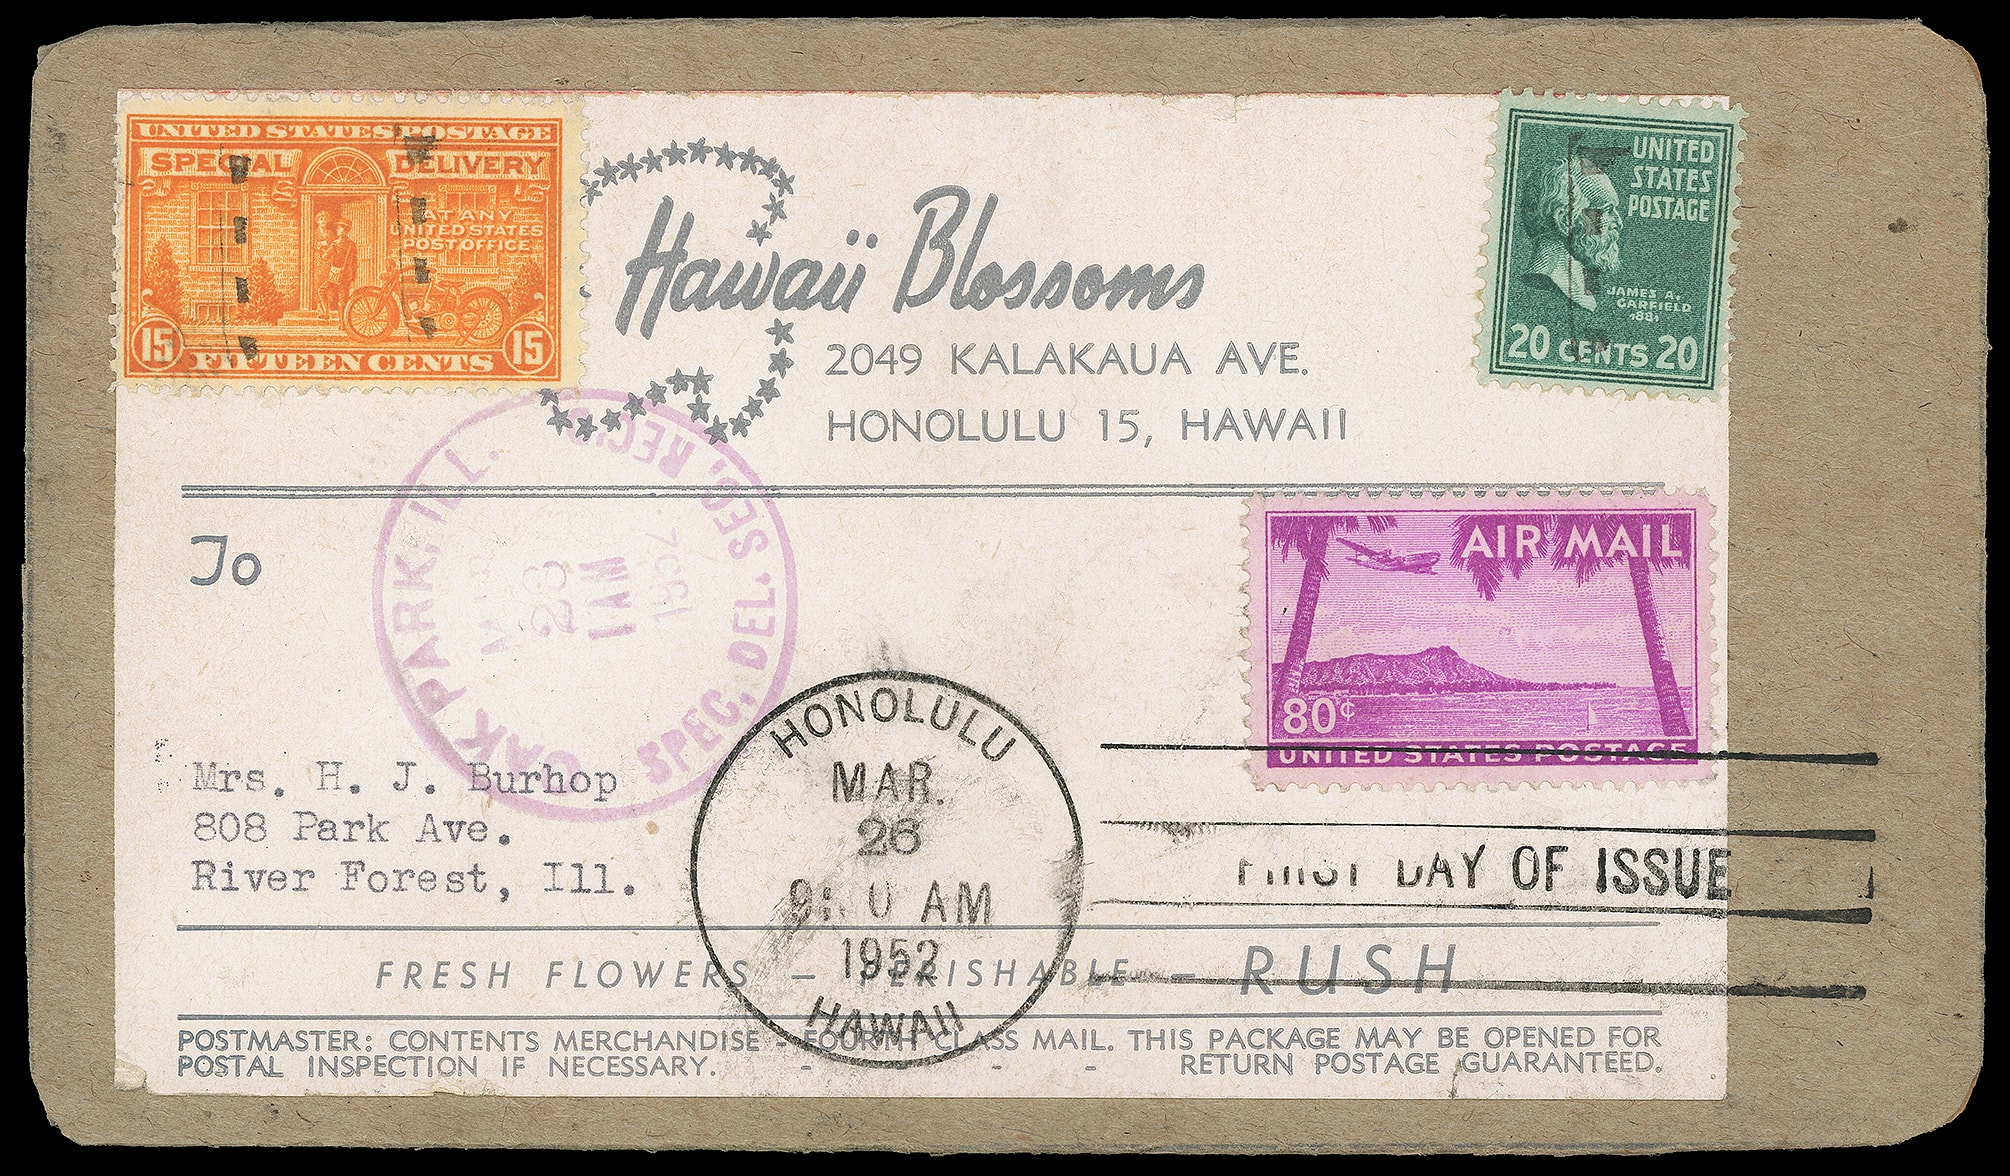 UNITED STATES POSTAGE
SPECIAL DELIVERY
AT ANY
UNITED STATES
POST OFFICE
15 FIFTEEN CENTS 15
Hawaii Blossoms
2049 KALAKAUA AVE.
HONOLULU 15, HAWAII
UNITED
STATES
POSTAGE
JAMES A.
GARFIELD
1881
20 CENTS 20
To
OAK PARK, ILL.
28
1 AM
1952
SPEC. DEL. SEC. REC'D
AIR MAIL
80¢
UNITED STATES POSTAGE
Mrs. H. J. Burhop
808 Park Ave.
River Forest, Ill.
HONOLULU
MAR.
26
AM
1952
HAWAII
FIRST DAY OF ISSUE
FRESH FLOWERS — PERISHABLE — RUSH
POSTMASTER: CONTENTS MERCHANDISE - FOURTH CLASS MAIL. THIS PACKAGE MAY BE OPENED FOR
POSTAL INSPECTION IF NECESSARY. - - - - RETURN POSTAGE GUARANTEED.